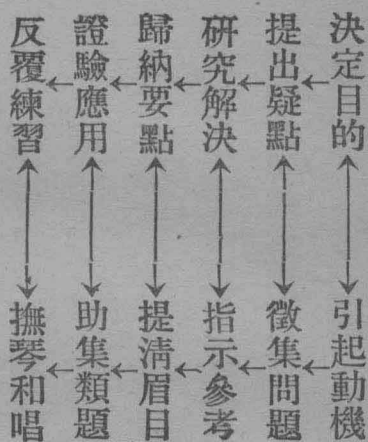 決定目的
提出疑點
研究解決
歸納要點
證驗應用
反覆練習
引起動機
徵集問題
指示參考
提清眉目
助集類題
撫琴和唱